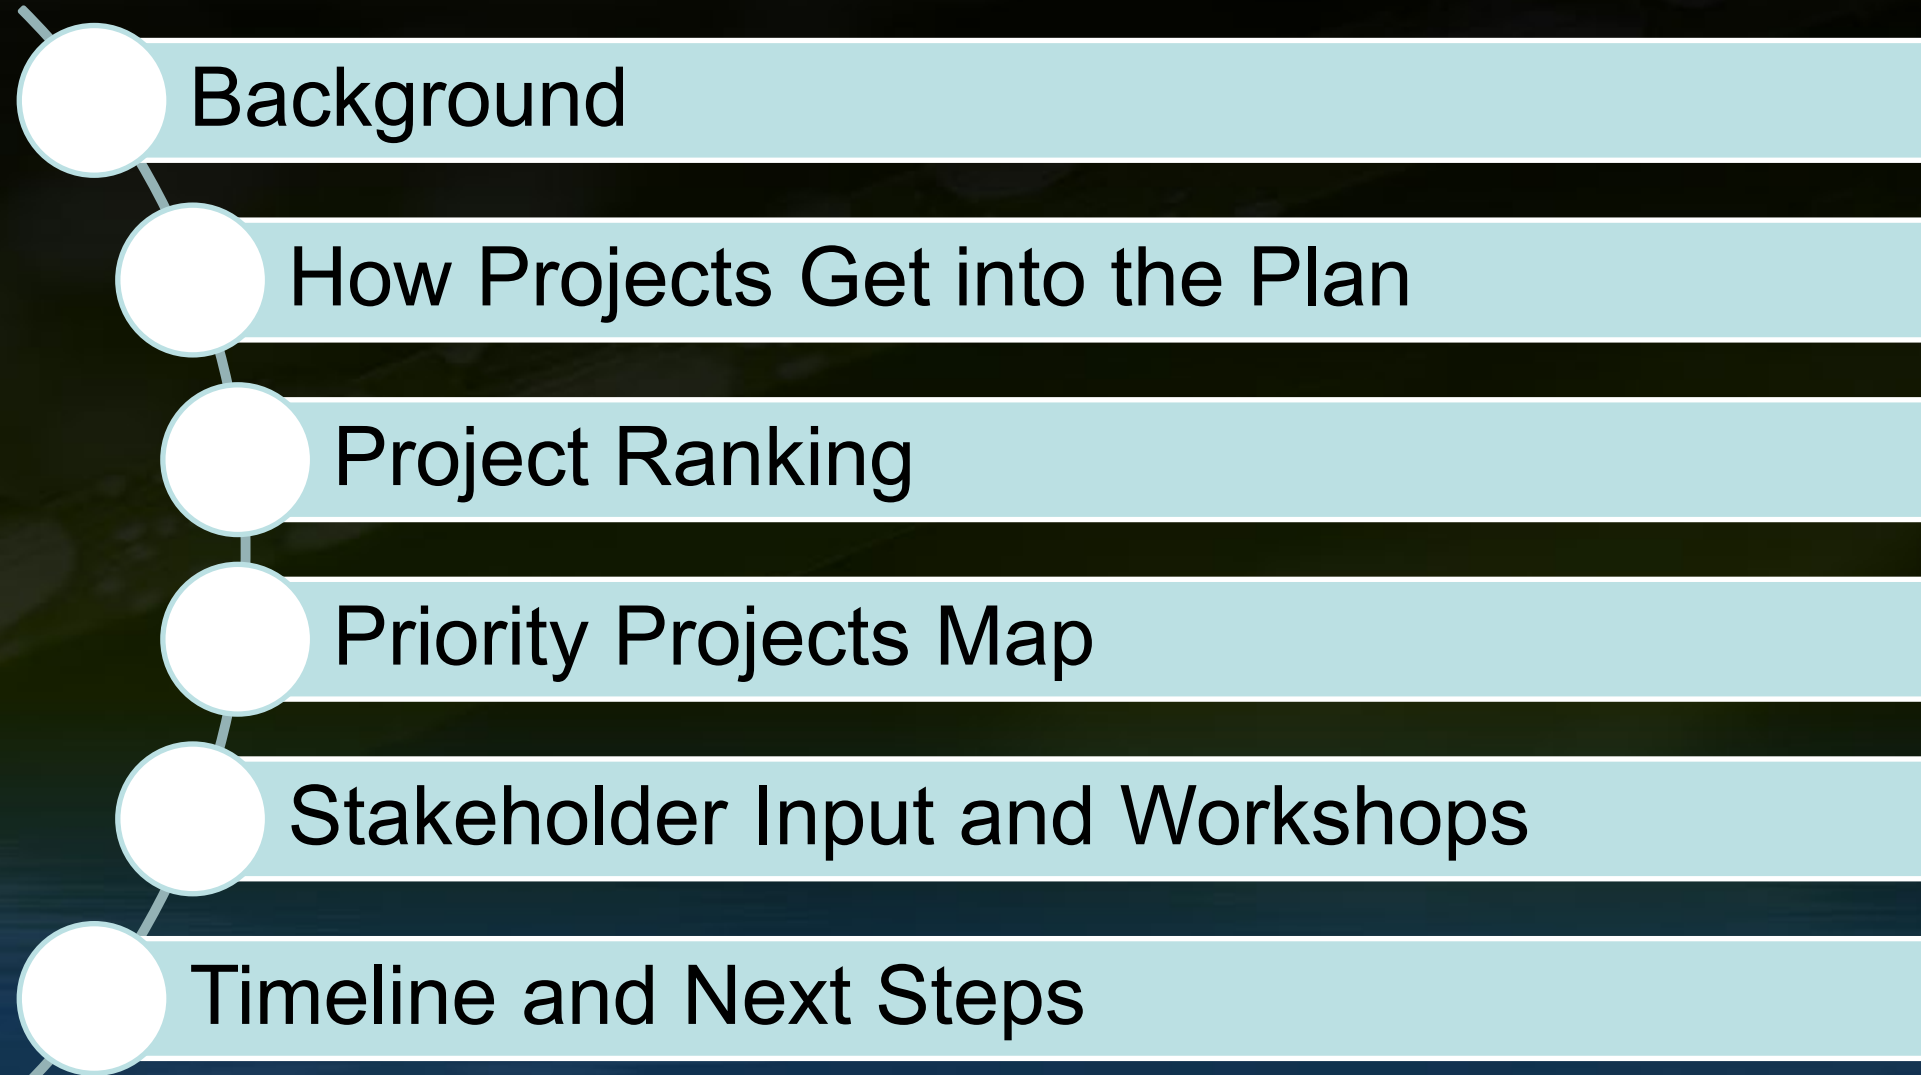 Background
How Projects Get into the Plan
Project Ranking
Priority Projects Map
Stakeholder Input and Workshops
Timeline and Next Steps